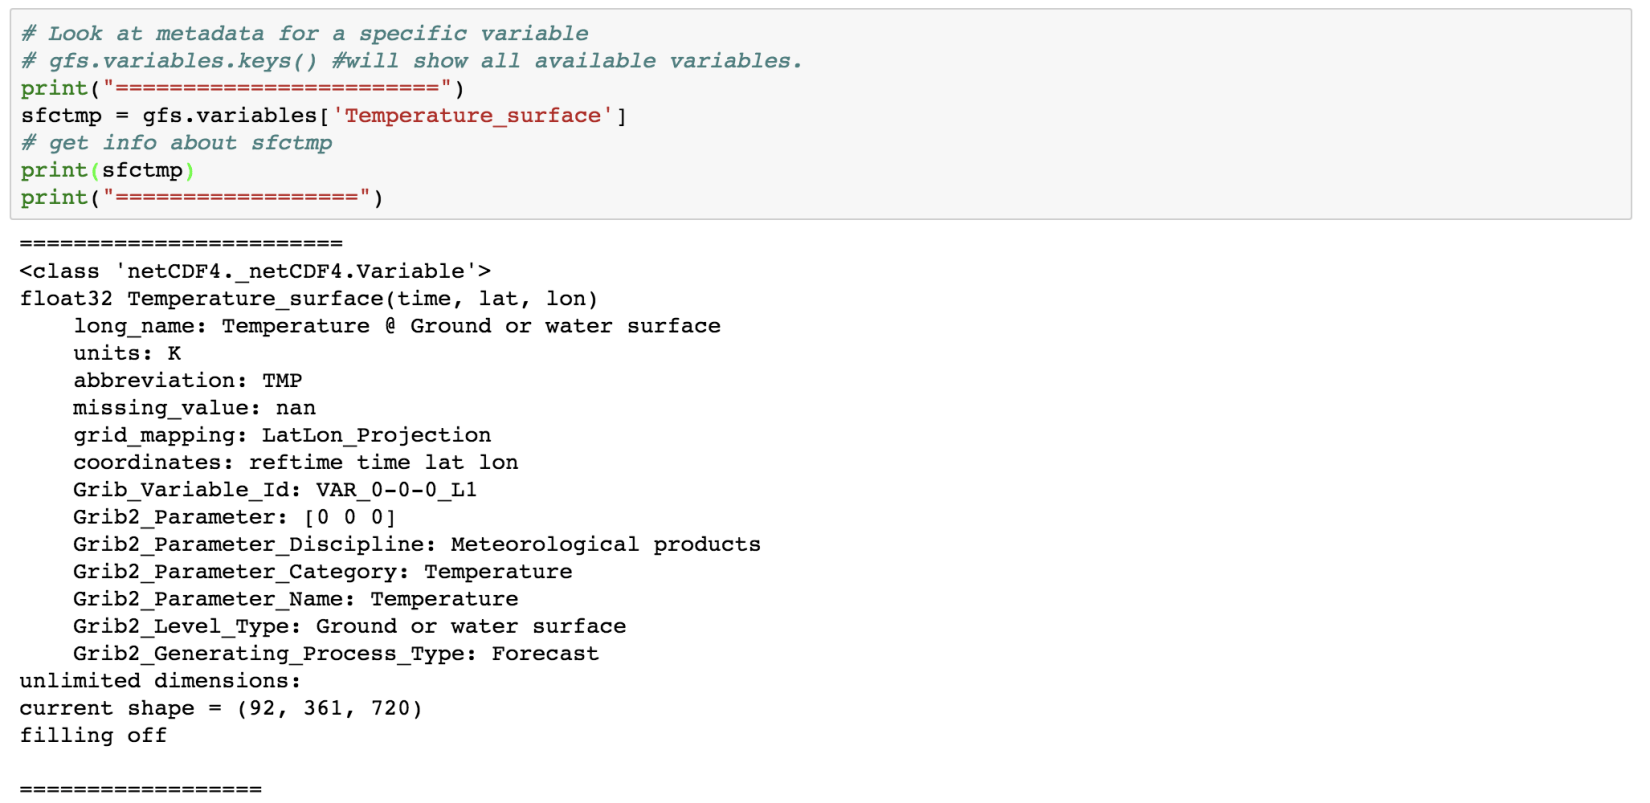 # Look at metadata for a specific variable
# gfs.variables.keys() #will show all available variables.
print("========================")
sfctmp = gfs.variables['Temperature_surface']
# get info about sfctmp
print(sfctmp)
print("==================")
========================
<class 'netCDF4._netCDF4.Variable'>
float32 Temperature_surface(time, lat, lon)
    long_name: Temperature @ Ground or water surface
    units: K
    abbreviation: TMP
    missing_value: nan
    grid_mapping: LatLon_Projection
    coordinates: reftime time lat lon
    Grib_Variable_Id: VAR_0-0-0_L1
    Grib2_Parameter: [0 0 0]
    Grib2_Parameter_Discipline: Meteorological products
    Grib2_Parameter_Category: Temperature
    Grib2_Parameter_Name: Temperature
    Grib2_Level_Type: Ground or water surface
    Grib2_Generating_Process_Type: Forecast
unlimited dimensions:
current shape = (92, 361, 720)
filling off
==================